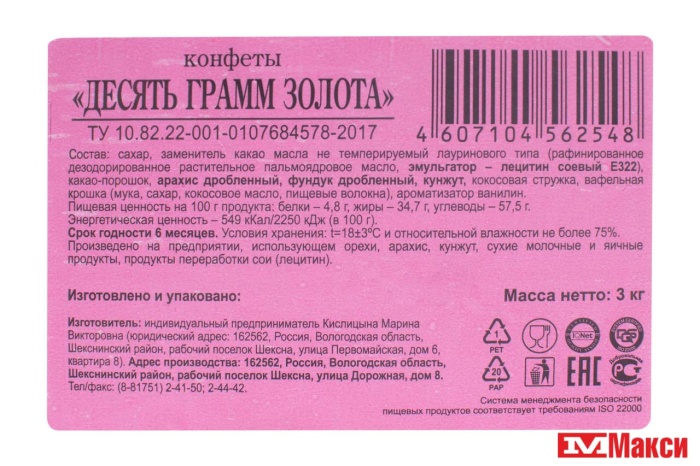 конфеты
«ДЕСЯТЬ ГРАММ ЗОЛОТА»
ТУ 10.82.22-001-0107684578-2017
4 607104 562548
Состав: сахар, заменитель какао масла не темперируемый лауринового типа (рафинированное
дезодорированное растительное пальмоядровое масло, эмульгатор – лецитин соевый Е322),
какао-порошок, арахис дробленный, фундук дробленный, кунжут, кокосовая стружка, вафельная
крошка (мука, сахар, кокосовое масло, пищевые волокна), ароматизатор ванилин.
Пищевая ценность на 100 г продукта: белки – 4,8 г, жиры – 34,7 г, углеводы – 57,5 г.
Энергетическая ценность – 549 кКал/2250 кДж (в 100 г).
Срок годности 6 месяцев. Условия хранения: t=18±3ºС и относительной влажности не более 75%.
Произведено на предприятии, использующем орехи, арахис, кунжут, сухие молочные и яичные
продукты, продукты переработки сои (лецитин).
Изготовлено и упаковано:
Масса нетто: 3 кг
Изготовитель: индивидуальный предприниматель Кислицына Марина
Викторовна (юридический адрес: 162562, Россия, Вологодская область,
Шекснинский район, рабочий поселок Шексна, улица Первомайская, дом 6,
квартира 8). Адрес производства: 162562, Россия, Вологодская область,
Шекснинский район, рабочий поселок Шексна, улица Дорожная, дом 8.
Тел/факс: (8-81751) 2-41-50; 2-44-42.
1
PET
20
PAP
IQNet
EAC
Система менеджмента безопасности
пищевых продуктов соответствует требованиям ISO 22000
Макси